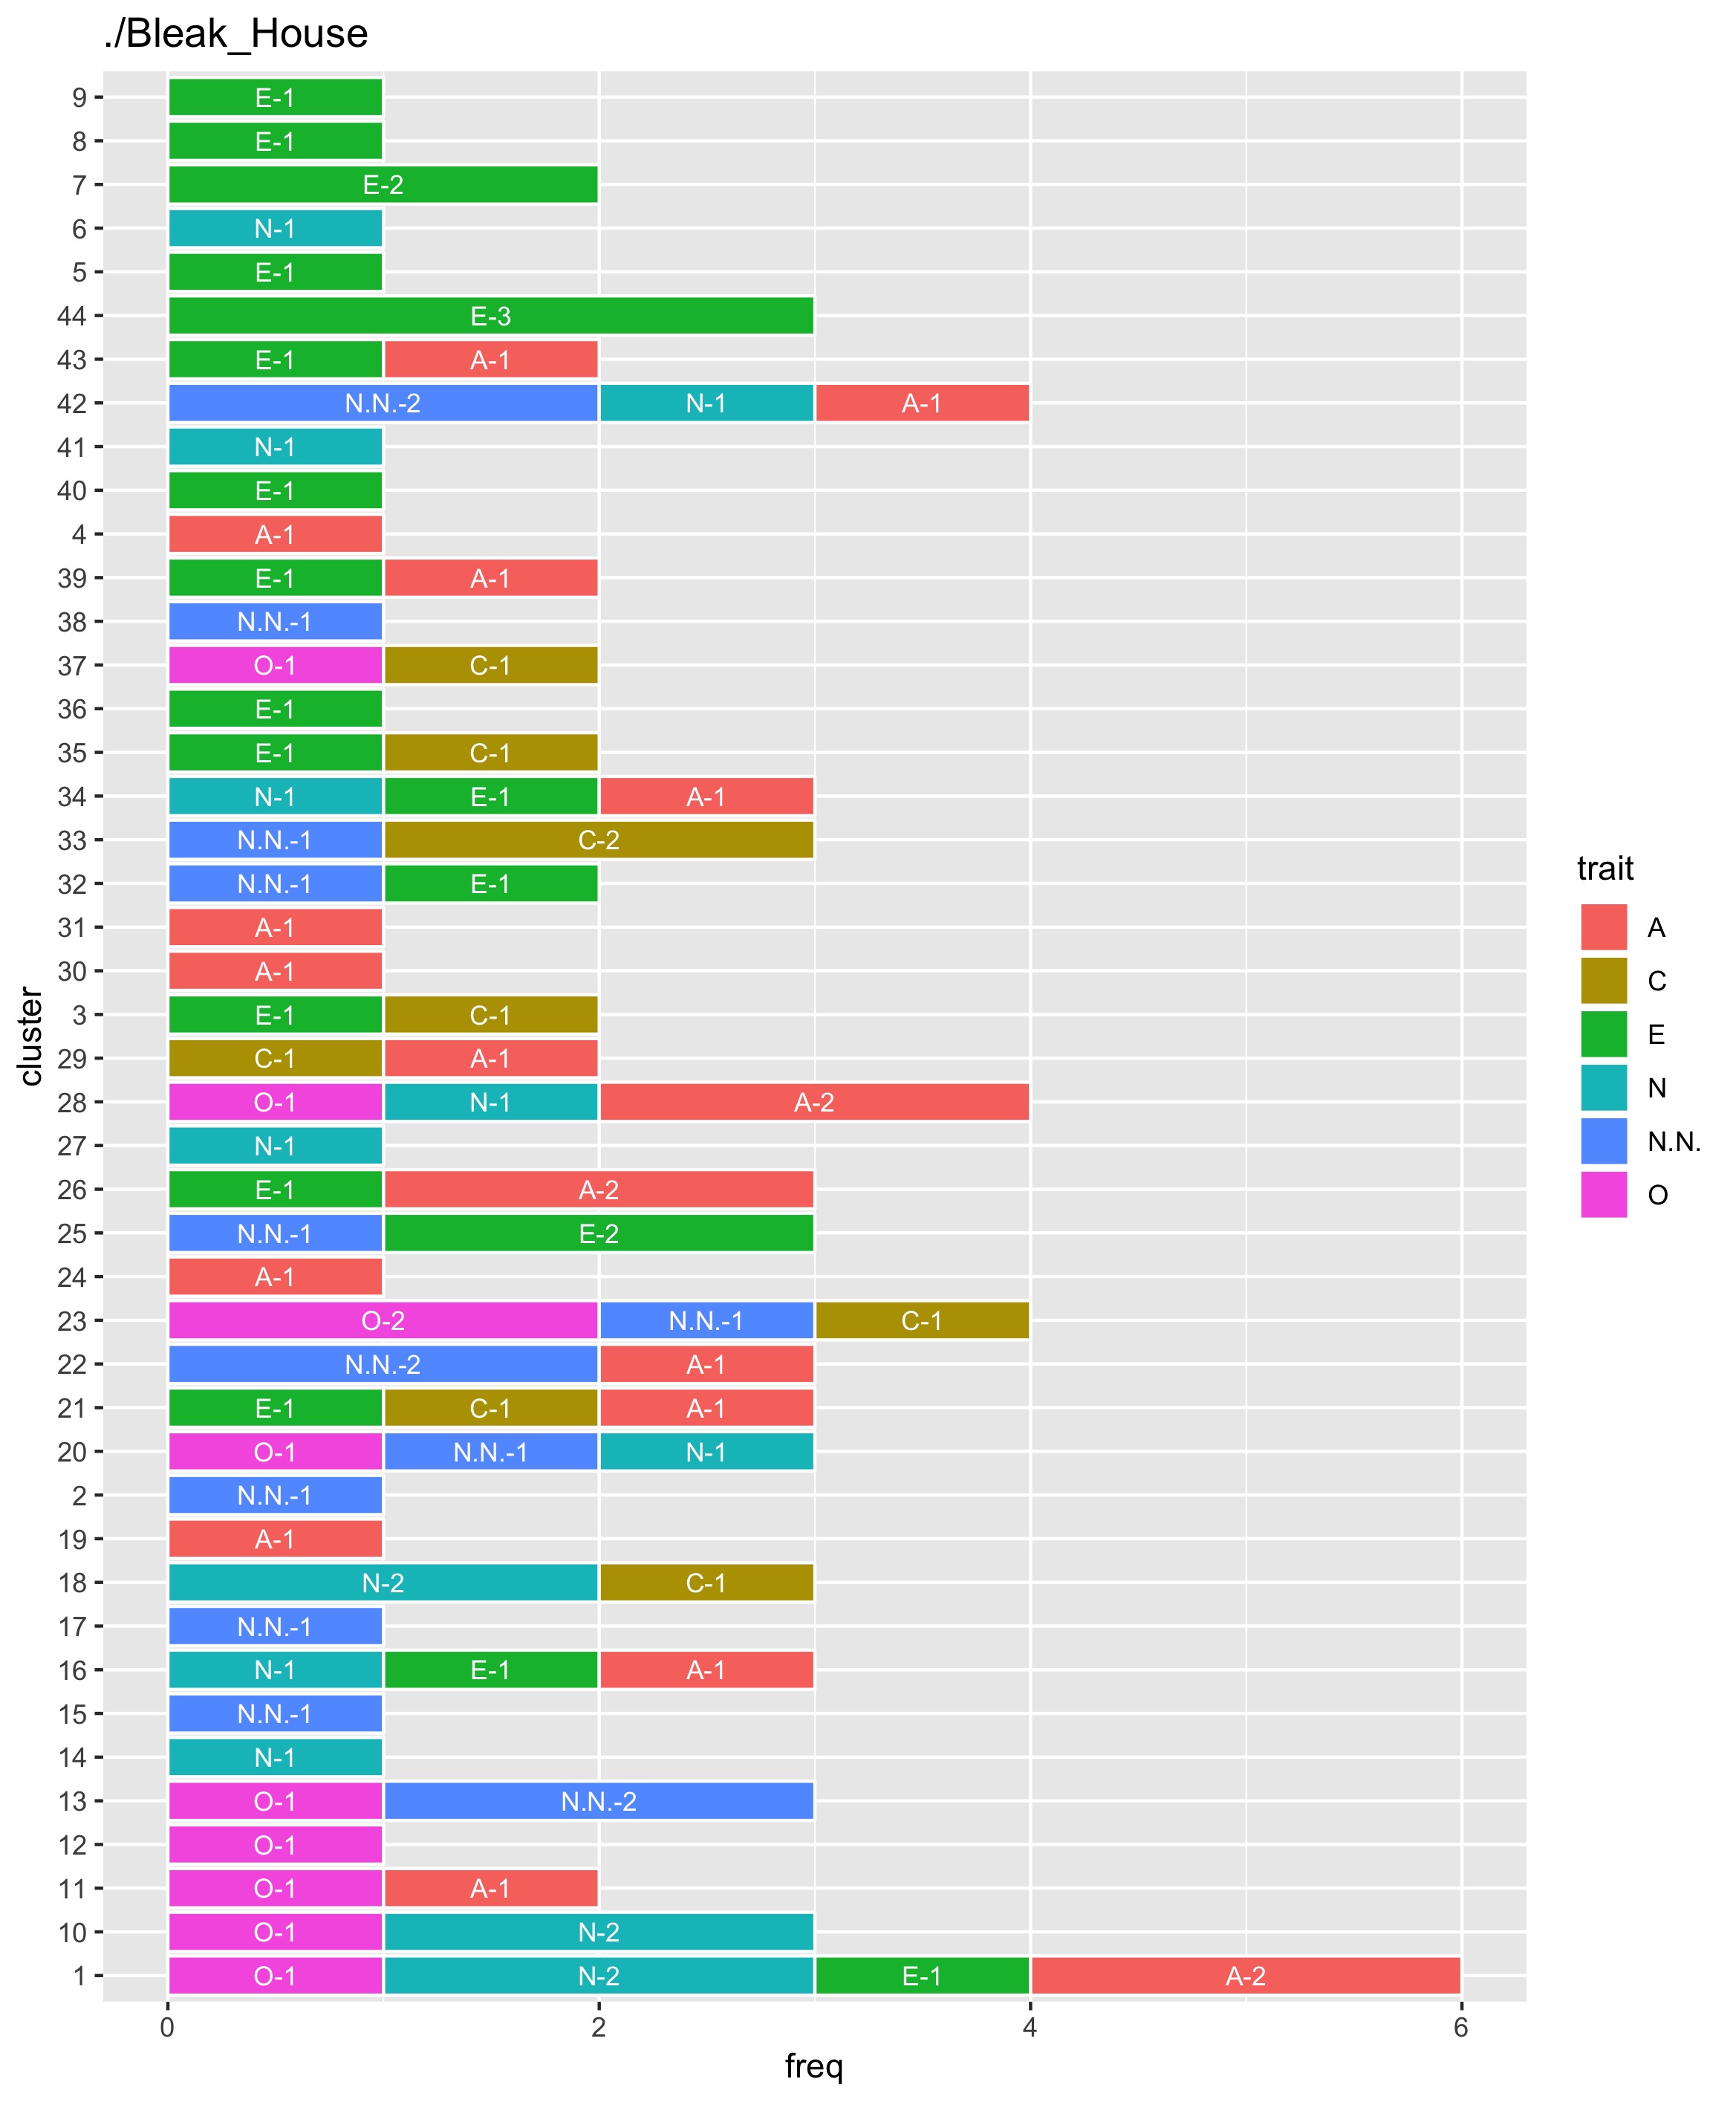 ./Bleak_House
9 E-1
8 E-1
7 E-2
6 N-1
5 E-1
44 E-3
43 E-1 A-1
42 N.N.-2 N-1 A-1
41 N-1
40 E-1
4 A-1
39 E-1 A-1
38 N.N.-1
37 O-1 C-1
36 E-1
35 E-1 C-1
34 N-1 E-1 A-1
33 N.N.-1 C-2
32 N.N.-1 E-1
31 A-1
30 A-1
3 E-1 C-1
29 C-1 A-1
28 O-1 N-1 A-2
27 N-1
26 E-1 A-2
25 N.N.-1 E-2
24 A-1
23 O-2 N.N.-1 C-1
22 N.N.-2 A-1
21 E-1 C-1 A-1
20 O-1 N.N.-1 N-1
2 N.N.-1
19 A-1
18 N-2 C-1
17 N.N.-1
16 N-1 E-1 A-1
15 N.N.-1
14 N-1
13 O-1 N.N.-2
12 O-1
11 O-1 A-1
10 O-1 N-2
1 O-1 N-2 E-1 A-2
0 2 4 6
freq
cluster
trait
A
C
E
N
N.N.
O